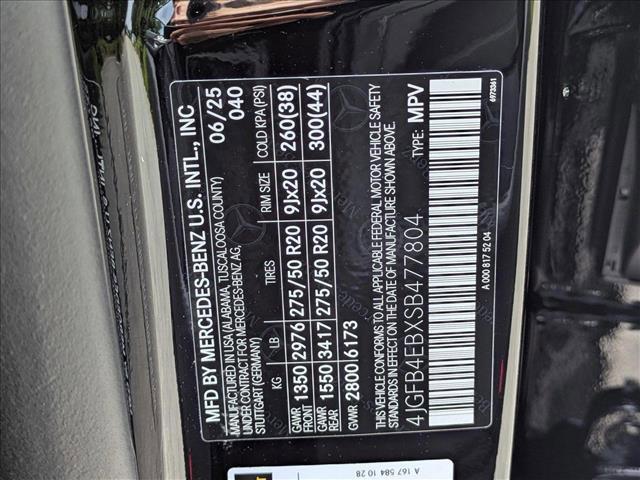 MFD BY MERCEDES-BENZ U.S. INTL., INC
MANUFACTURED IN USA (ALABAMA, TUSCALOOSA COUNTY) 06/25
UNDER CONTRACT FOR MERCEDES-BENZ AG, 040
STUTTGART (GERMANY)
KG LB TIRES RIM SIZE COLD KPA(PSI)
GAWR FRONT 1350 2976 275/50 R20 9Jx20 260(38)
GAWR REAR 1550 3417 275/50 R20 9Jx20 300(44)
GVWR 2800 6173
THIS VEHICLE CONFORMS TO ALL APPLICABLE FEDERAL MOTOR VEHICLE SAFETY
STANDARDS IN EFFECT ON THE DATE OF MANUFACTURE SHOWN ABOVE.
4JGFB4EBXSB477804 TYPE: MPV
A 000 817 52 04
6973361
A 167 584 10 28